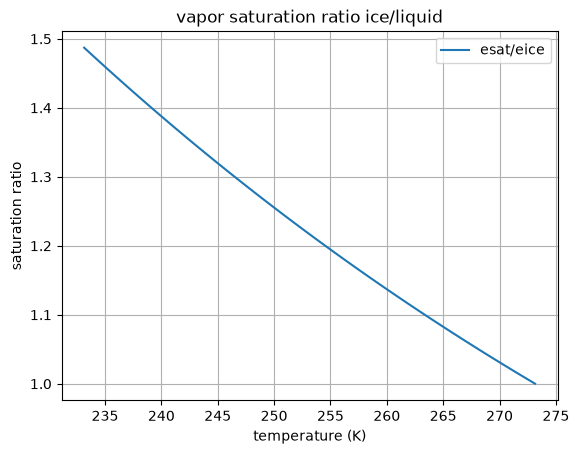 vapor saturation ratio ice/liquid
esat/eice
saturation ratio
1.5
1.4
1.3
1.2
1.1
1.0
235 240 245 250 255 260 265 270 275
temperature (K)